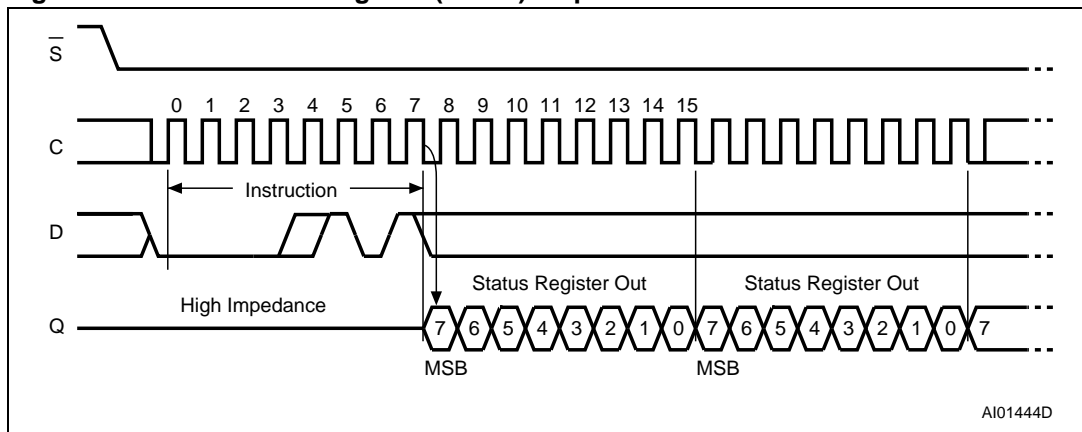 S
0 1 2 3 4 5 6 7 8 9 10 11 12 13 14 15
C
Instruction
D
Status Register Out Status Register Out
High Impedance
Q 7 6 5 4 3 2 1 0 7 6 5 4 3 2 1 0 7
MSB MSB
AI01444D